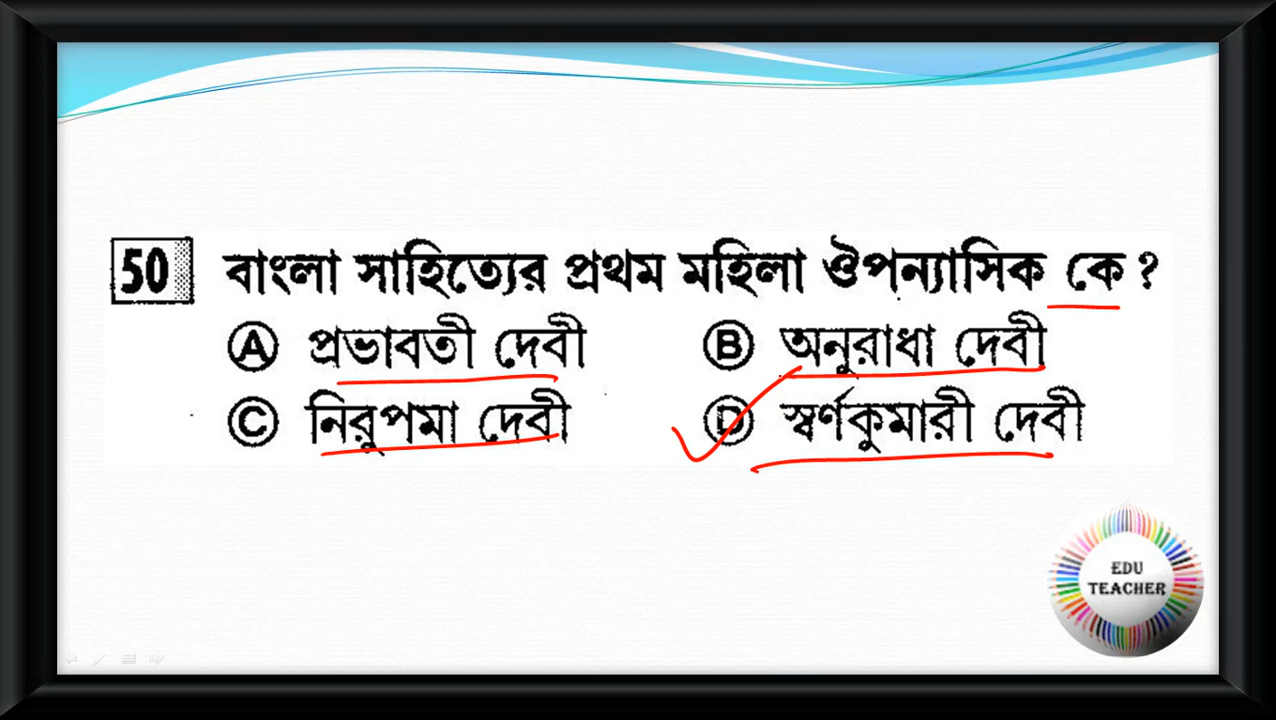 50 বাংলা সাহিত্যের প্রথম মহিলা ঔপন্যাসিক কে ?
A প্রভাবতী দেবী B অনুরাধা দেবী
C নিরুপমা দেবী D স্বর্ণকুমারী দেবী
EDU
TEACHER